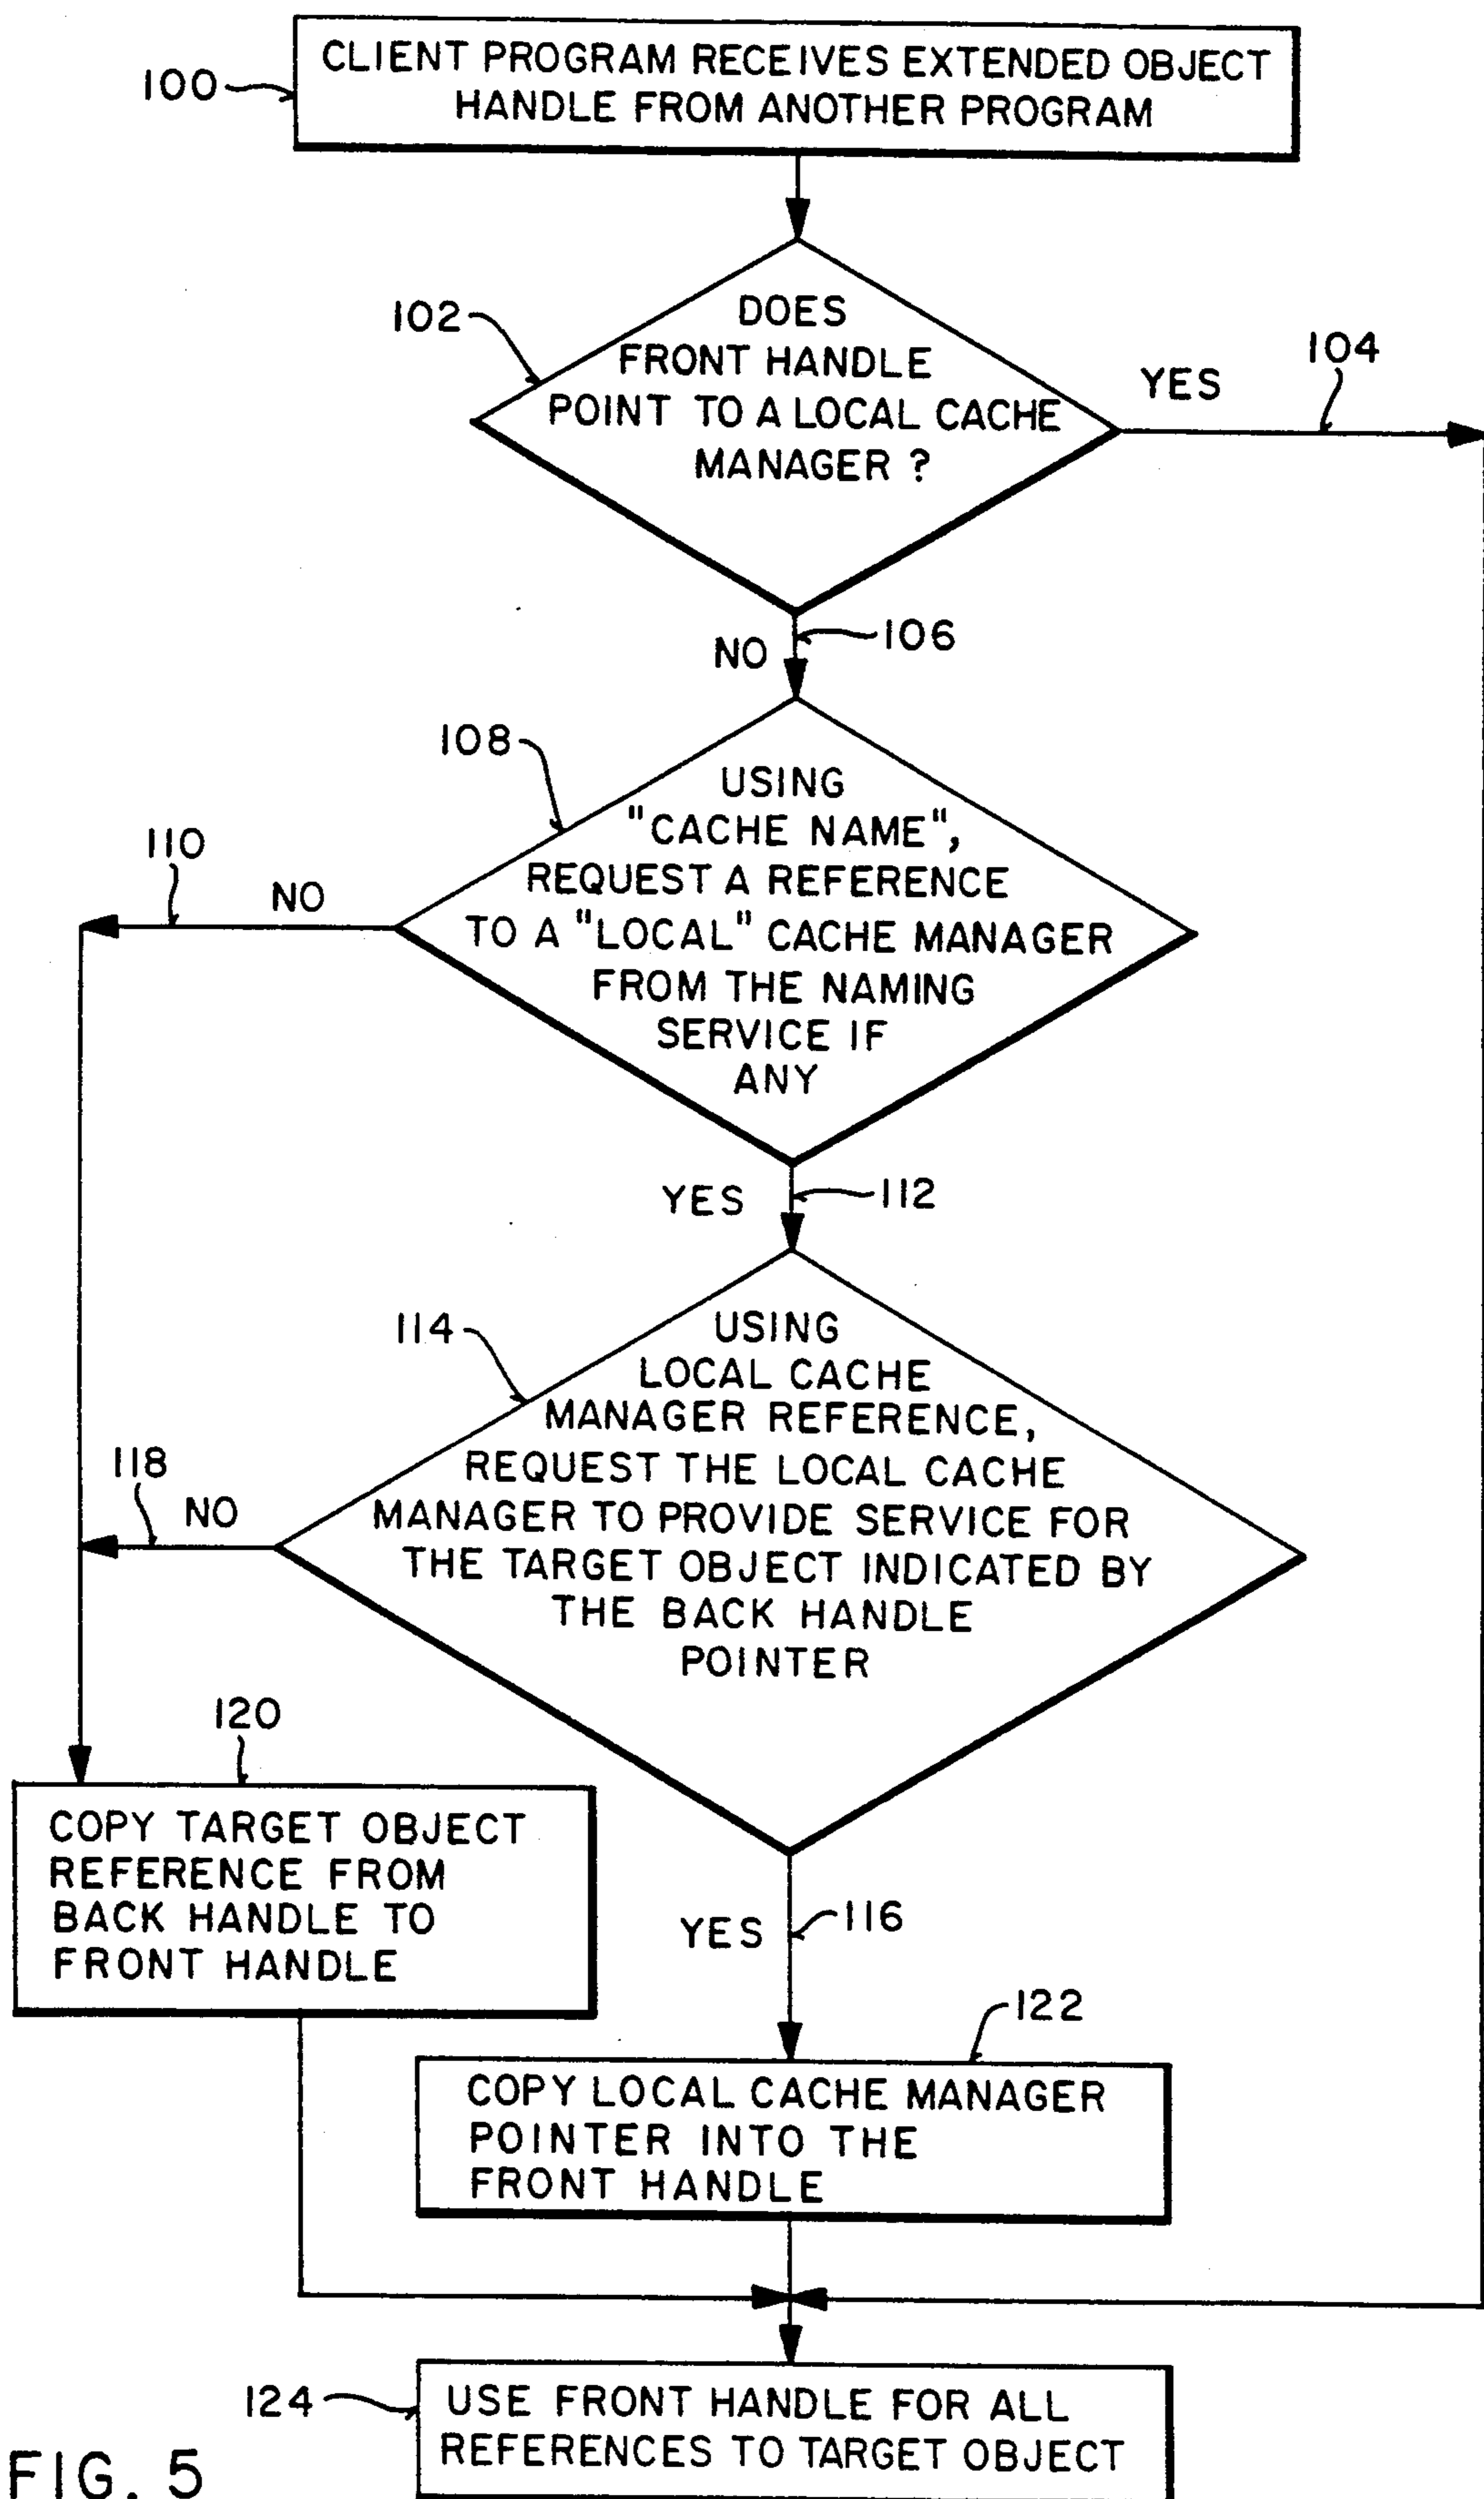 CLIENT PROGRAM RECEIVES EXTENDED OBJECT
HANDLE FROM ANOTHER PROGRAM
100
102
DOES
FRONT HANDLE
POINT TO A LOCAL CACHE
MANAGER ?
YES
104
NO
106
108
USING
"CACHE NAME",
REQUEST A REFERENCE
TO A "LOCAL" CACHE MANAGER
FROM THE NAMING
SERVICE IF
ANY
110
NO
YES
112
114
USING
LOCAL CACHE
MANAGER REFERENCE,
REQUEST THE LOCAL CACHE
MANAGER TO PROVIDE SERVICE FOR
THE TARGET OBJECT INDICATED BY
THE BACK HANDLE
POINTER
118
NO
120
COPY TARGET OBJECT
REFERENCE FROM
BACK HANDLE TO
FRONT HANDLE
YES
116
122
COPY LOCAL CACHE MANAGER
POINTER INTO THE
FRONT HANDLE
124
USE FRONT HANDLE FOR ALL
REFERENCES TO TARGET OBJECT
FIG. 5